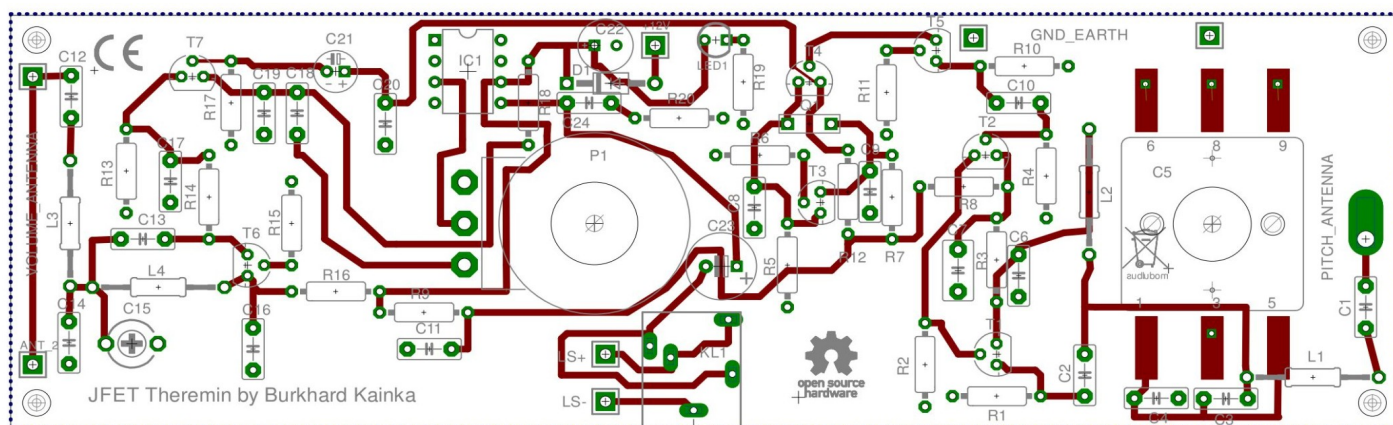 C12
T7
C21
C22
+12V
LED1
T5
GND_EARTH
R10
IC1
D1
T4
C19
C18
R17
C20
R18
C24
R20
R19
R11
C10
T2
R13
C17
R14
P1
R6
T3
C9
R4
L2
6
8
9
C5
VOLUME_ANTENNA
L3
C13
R15
T6
C8
R5
R12
R7
R8
R3
C6
audiyborn
PITCH_ANTENNA
L4
R16
C23
C16
C14
C15
R9
C11
ANT_2
LS+
LS-
KL1
T1
R2
R1
C2
1
3
5
C1
L1
C4
C3
open source
hardware
JFET Theremin by Burkhard Kainka